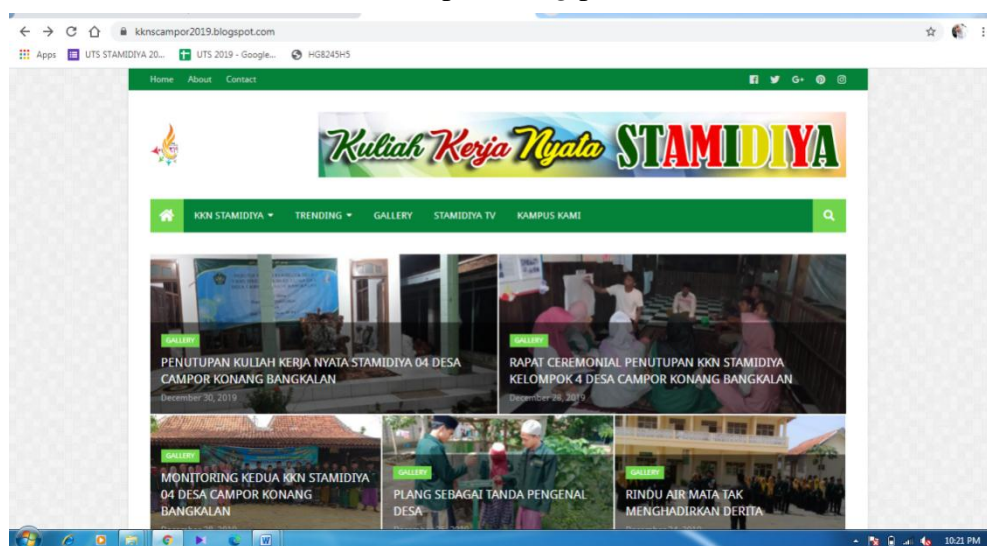 kknscampor2019.blogspot.com
Apps UTS STAMIDIYA 20... UTS 2019 - Google... HG8245H5
Home About Contact
Kuliah Kerja Nyata STAMIDIYA
KKN STAMIDIYA TRENDING GALLERY STAMIDIYA TV KAMPUS KAMI
GALLERY
PENUTUPAN KULIAH KERJA NYATA STAMIDIYA 04 DESA
CAMPOR KONANG BANGKALAN
December 30, 2019
GALLERY
RAPAT CEREMONIAL PENUTUPAN KKN STAMIDIYA
KELOMPOK 4 DESA CAMPOR KONANG BANGKALAN
December 28, 2019
GALLERY
MONITORING KEDUA KKN STAMIDIYA
04 DESA CAMPOR KONANG
BANGKALAN
GALLERY
PLANG SEBAGAI TANDA PENGENAL
DESA
GALLERY
RINDU AIR MATA TAK
MENGHADIRKAN DERITA
10:21 PM